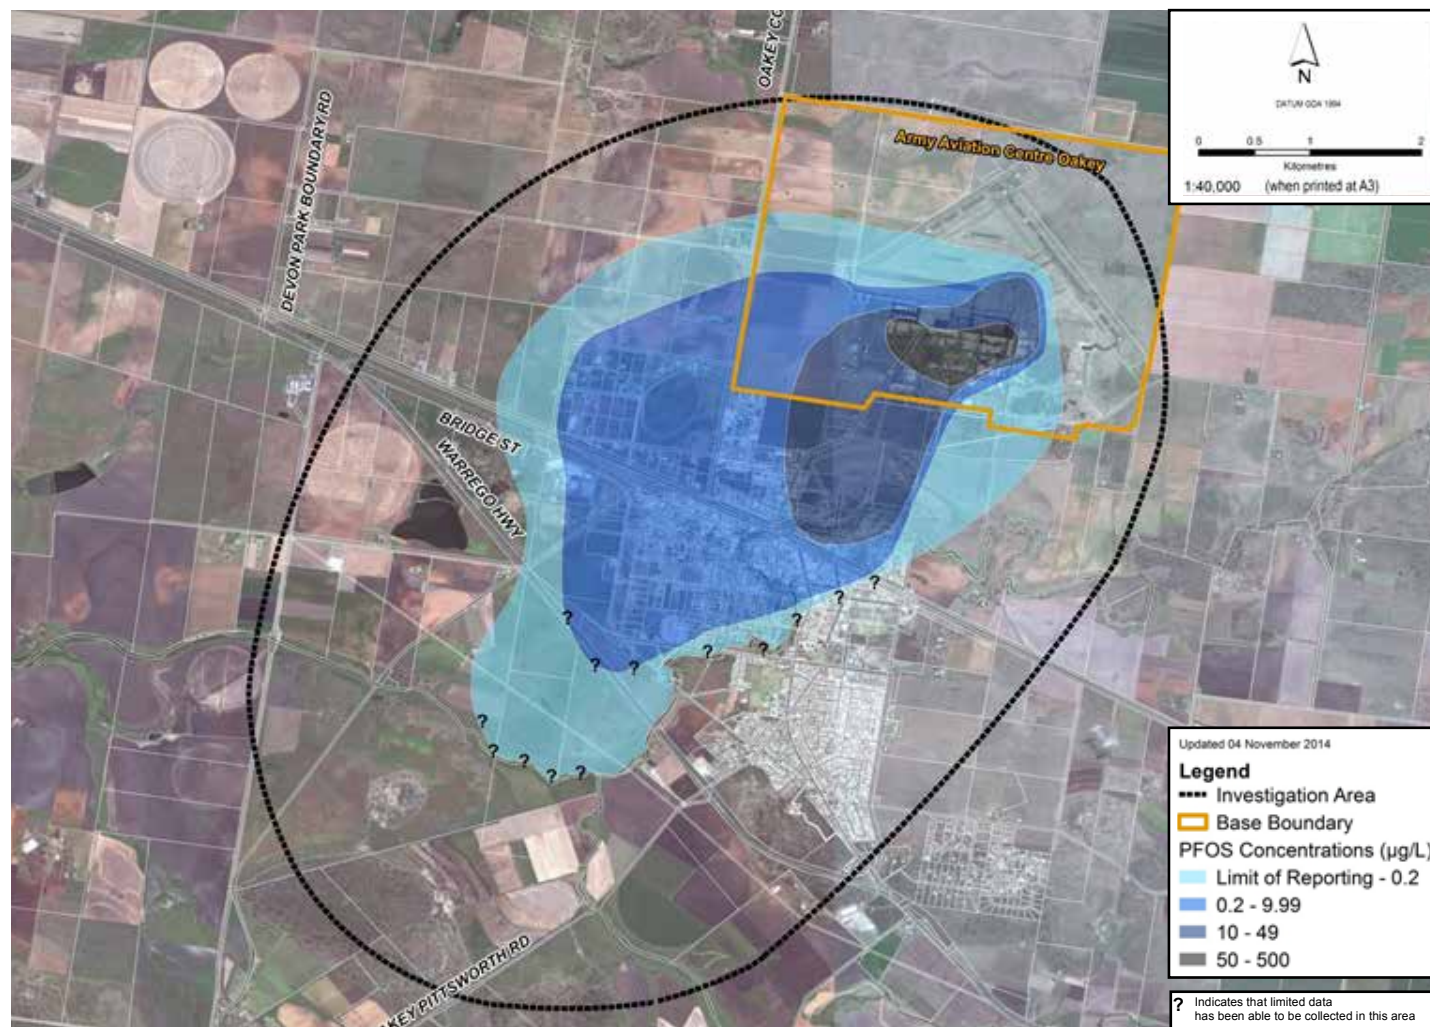 OAKEY CO
N
DATUM GDA 1994
0 0.5 1 2
Kilometres
1:40,000 (when printed at A3)
Army Aviation Centre Oakey
DEVON PARK BOUNDARY RD
BRIDGE ST
WARREGO HWY
?
?
?
?
?
?
?
?
?
?
?
?
?
AKEY PITTSWORTH RD
Updated 04 November 2014
Legend
Investigation Area
Base Boundary
PFOS Concentrations (µg/L)
Limit of Reporting - 0.2
0.2 - 9.99
10 - 49
50 - 500
? Indicates that limited data
has been able to be collected in this area